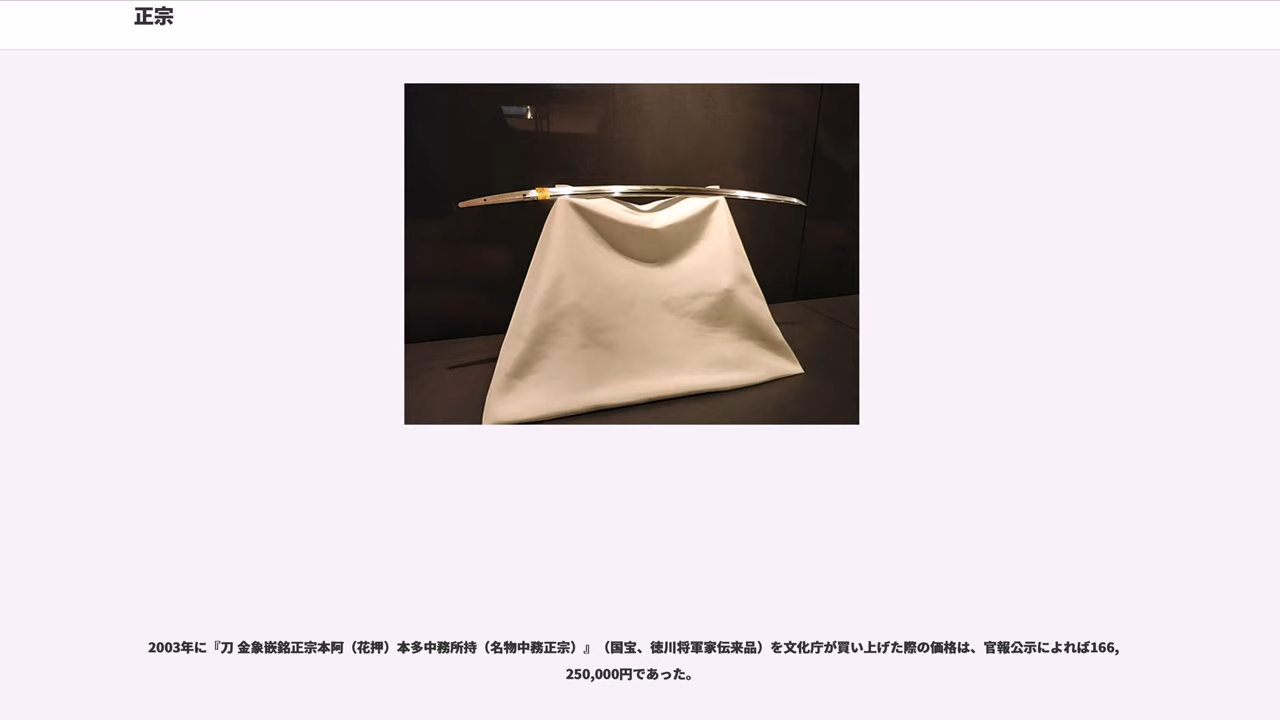 正宗
2003年に『刀 金象嵌銘正宗本阿（花押）本多中務所持（名物中務正宗）』（国宝、徳川将軍家伝来品）を文化庁が買い上げた際の価格は、官報公示によれば166,
250,000円であった。